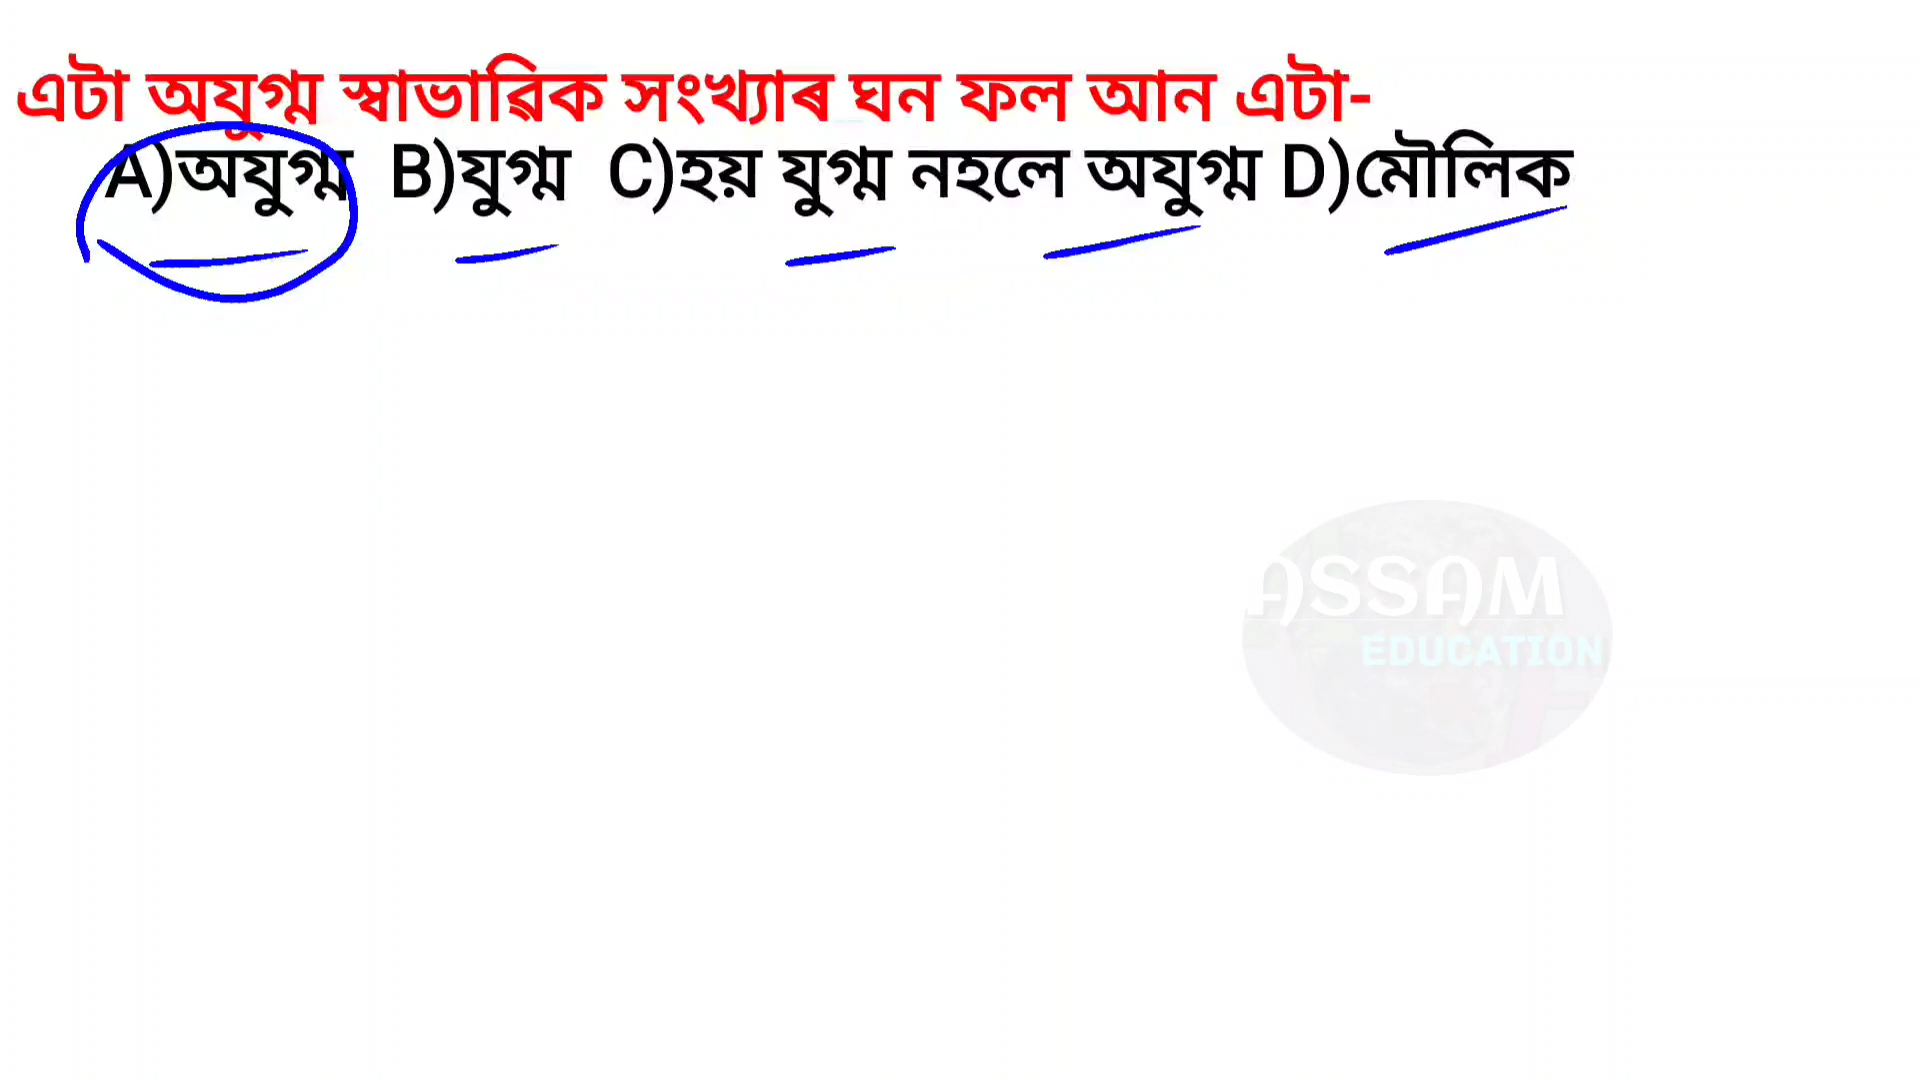 এটা অযুগ্ম স্বাভাৱিক সংখ্যাৰ ঘন ফল আন এটা-
A)অযুগ্ম B)যুগ্ম C)হয় যুগ্ম নহলে অযুগ্ম D)মৌলিক
ASSAM
EDUCATION